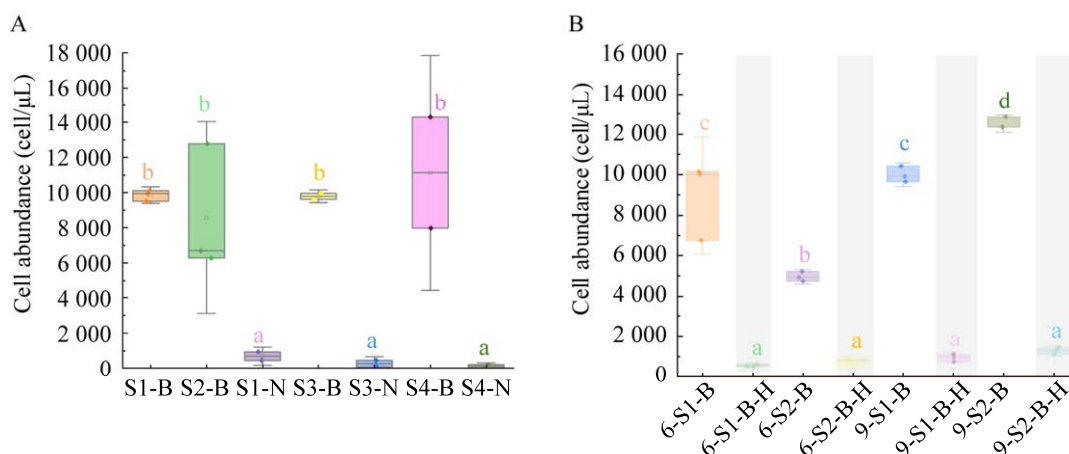 A
Cell abundance (cell/μL)
18 000
16 000
14 000
12 000
10 000
8 000
6 000
4 000
2 000
0
b
b
a
b
a
b
a
S1-B S2-B S1-N S3-B S3-N S4-B S4-N
B
Cell abundance (cell/μL)
16 000
14 000
12 000
10 000
8 000
6 000
4 000
2 000
0
c
a
b
a
c
a
d
a
6-S1-B
6-S1-B-H
6-S2-B
6-S2-B-H
9-S1-B
9-S1-B-H
9-S2-B
9-S2-B-H